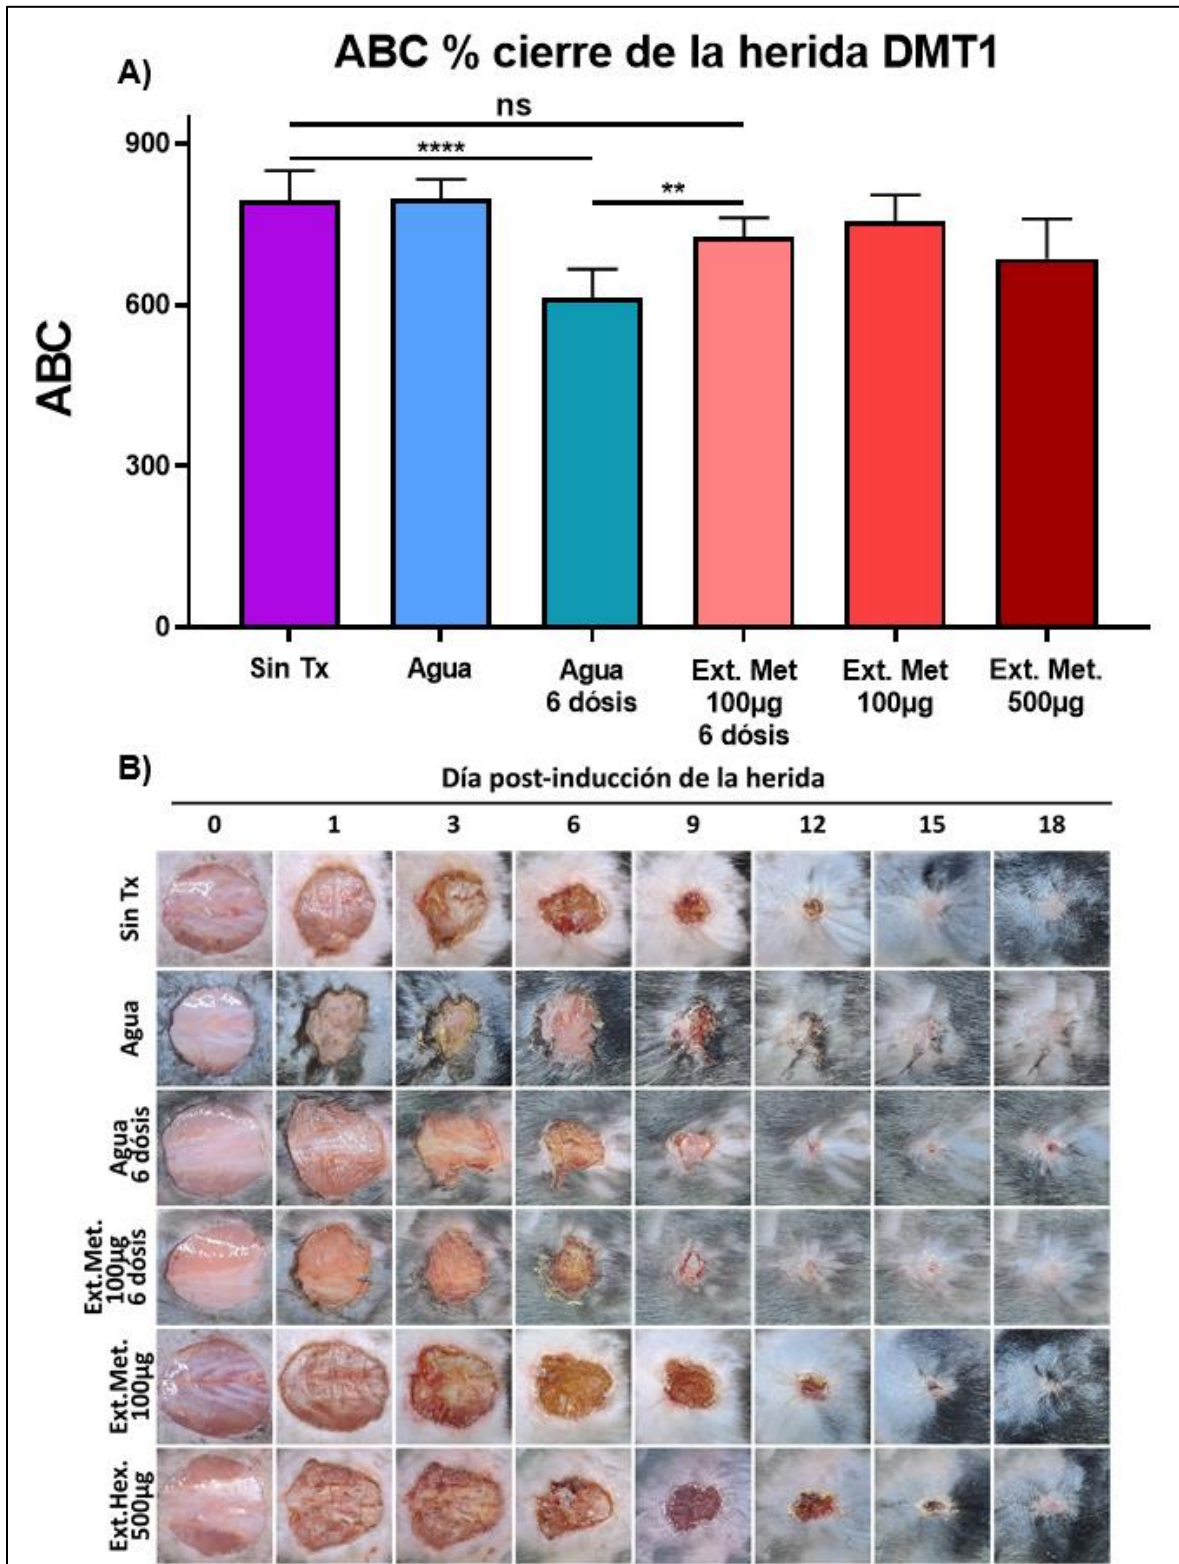 ABC % cierre de la herida DMT1
A)
ns
****
**
900
600
300
0
ABC
Sin Tx
Agua
Agua
6 dósis
Ext. Met
100µg
6 dósis
Ext. Met
100µg
Ext. Met.
500µg
B)
Día post-inducción de la herida
0 1 3 6 9 12 15 18
Sin Tx
Agua
Agua
6 dósis
Ext.Met.
100µg
6 dósis
Ext.Met.
100µg
Ext.Hex.
500µg